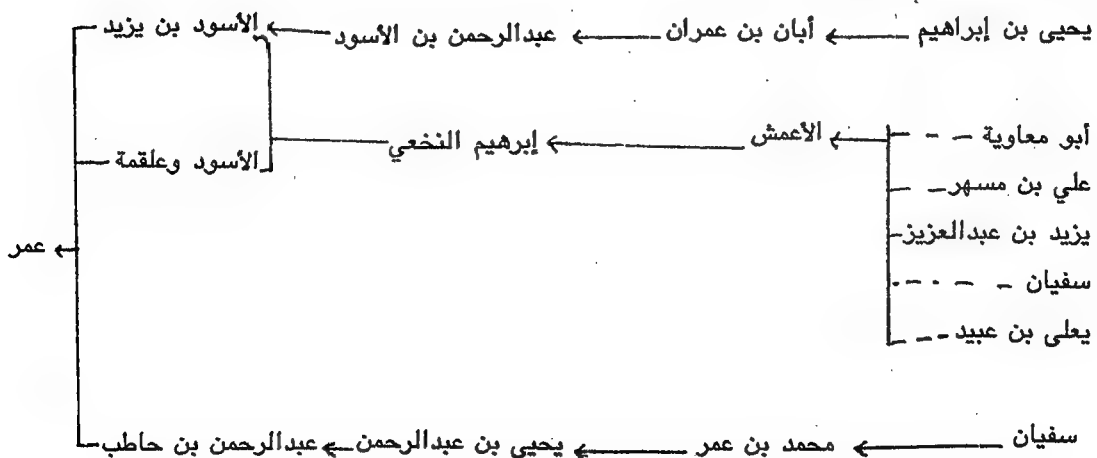 يحيى بن إبراهيم أبان بن عمران عبدالرحمن بن الأسود الأسود بن يزيد
أبو معاوية الأعمش إبرهيم النخعي الأسود وعلقمة
علي بن مسهر
يزيد بن عبدالعزيز
عمر
سفيان
يعلى بن عبيد
سفيان محمد بن عمر يحيى بن عبدالرحمن عبدالرحمن بن حاطب